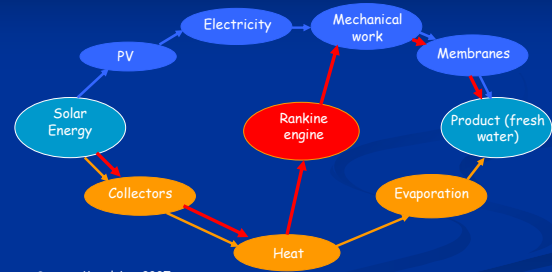 Electricity
Mechanical
work
PV
Membranes
Solar
Energy
Rankine
engine
Product (fresh
water)
Collectors
Evaporation
Heat